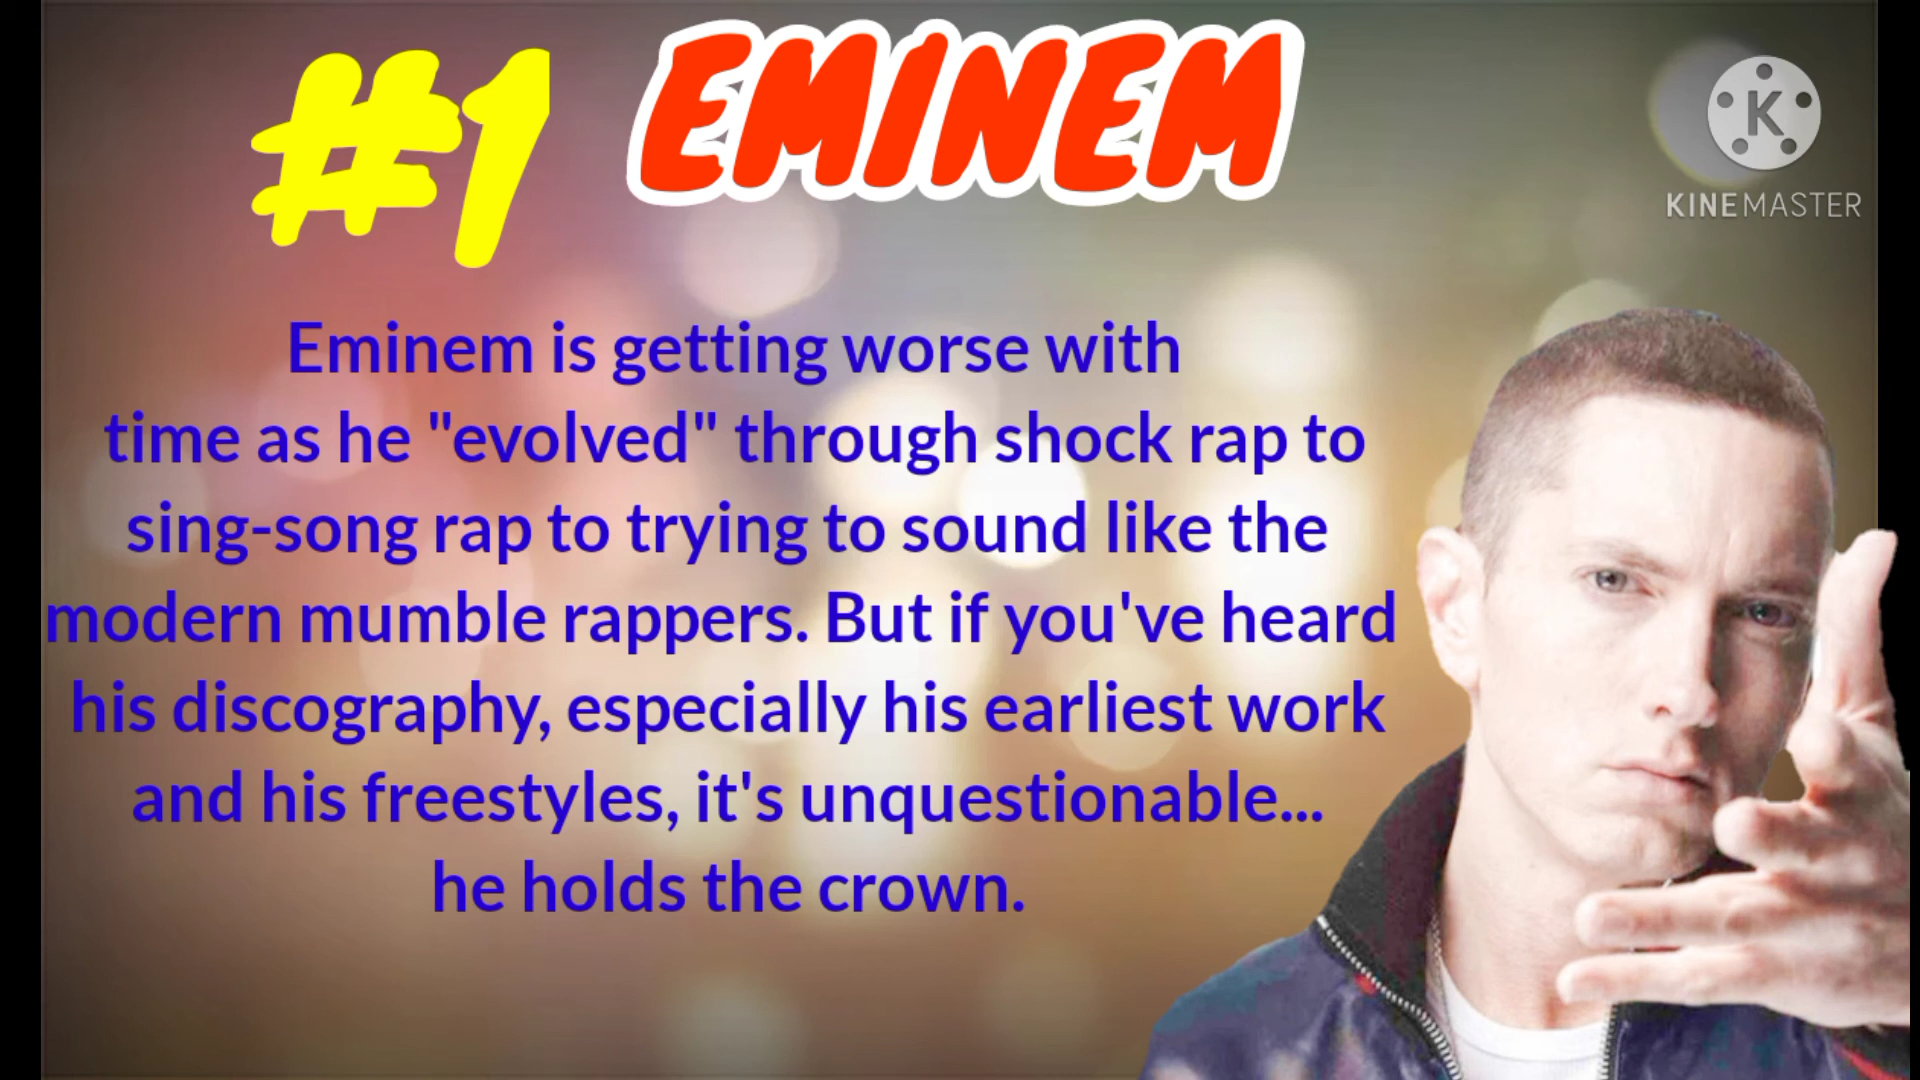 #1 EMINEM
KINEMASTER
Eminem is getting worse with
time as he "evolved" through shock rap to
sing-song rap to trying to sound like the
modern mumble rappers. But if you've heard
his discography, especially his earliest work
and his freestyles, it's unquestionable...
he holds the crown.